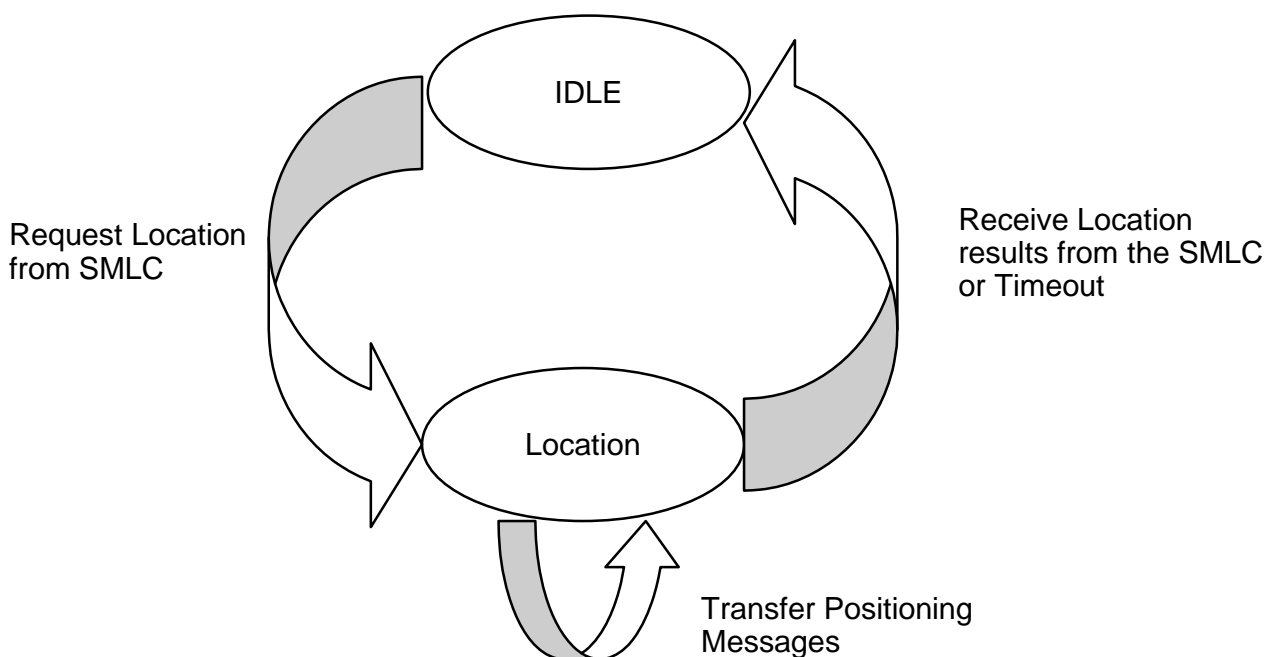 IDLE
Request Location
from SMLC
Receive Location
results from the SMLC
or Timeout
Location
Transfer Positioning
Messages